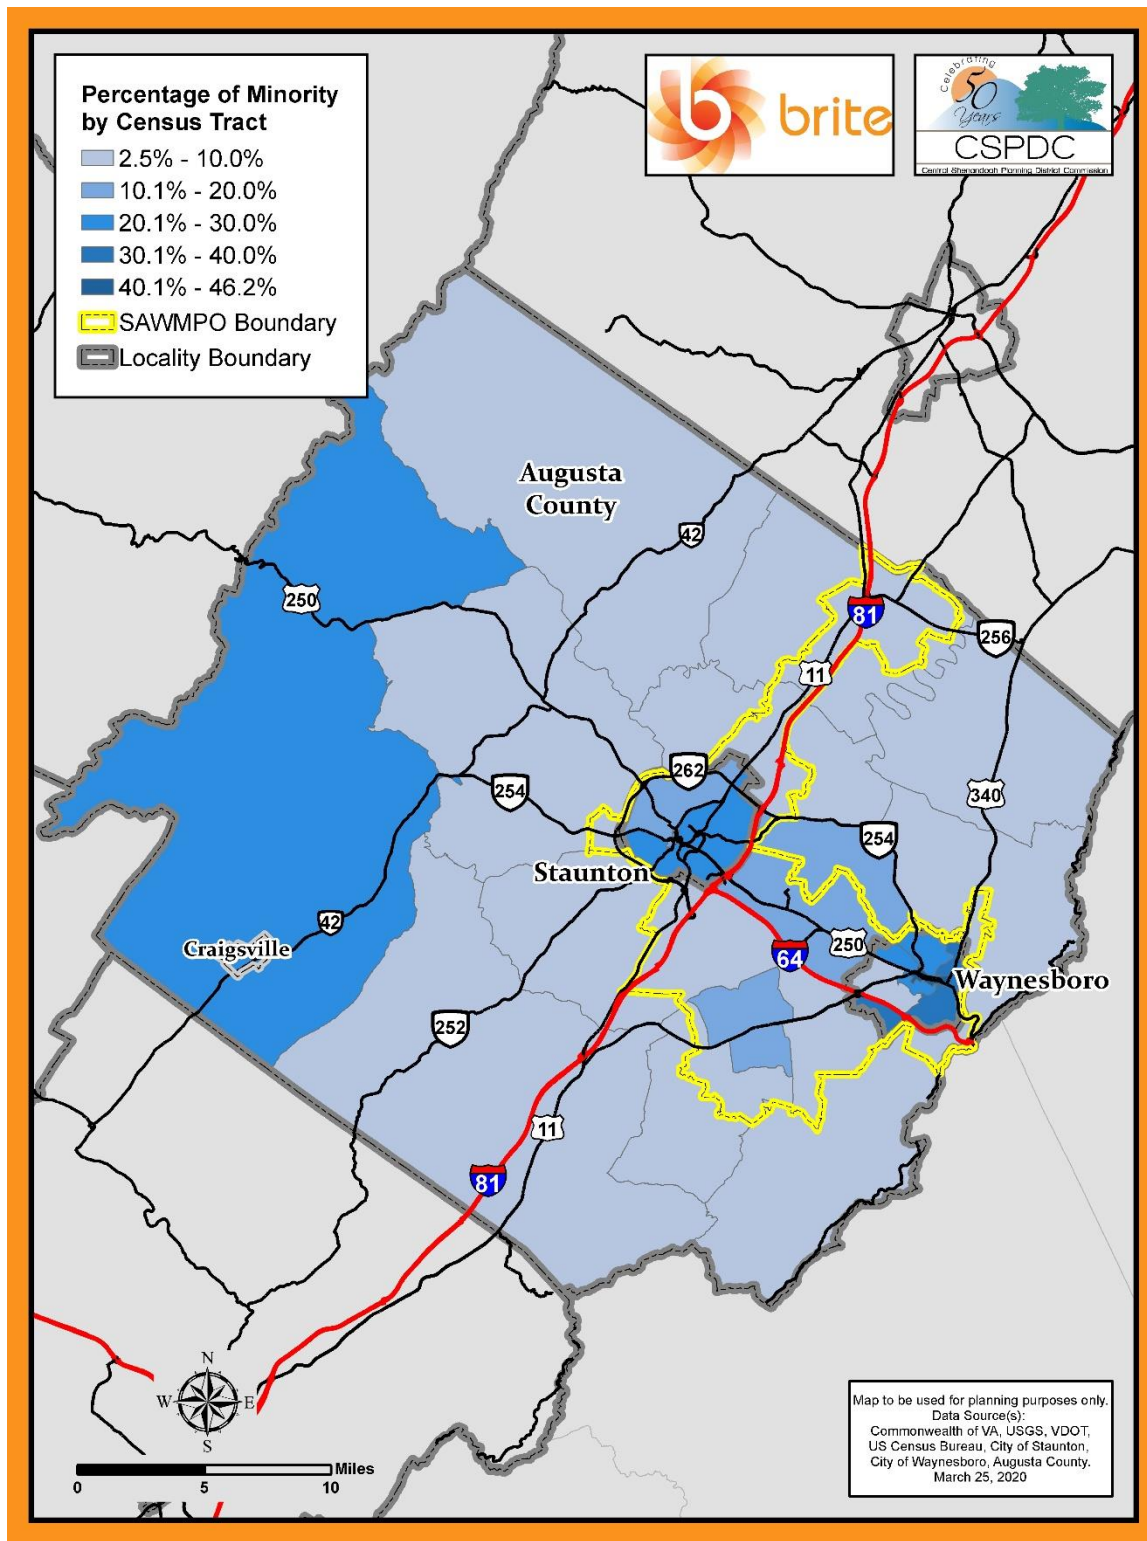 Percentage of Minority
by Census Tract
2.5% - 10.0%
10.1% - 20.0%
20.1% - 30.0%
30.1% - 40.0%
40.1% - 46.2%
SAWMPO Boundary
Locality Boundary
b brite
Celebrating
50
Years
CSPDC
Central Shenandoah Planning District Commission
Augusta
County
42
250
81
256
11
262
254
340
254
Staunton
42
Craigsville
250
64
Waynesboro
252
11
81
N
W E
S
0 5 10 Miles
Map to be used for planning purposes only.
Data Source(s):
Commonwealth of VA, USGS, VDOT,
US Census Bureau, City of Staunton,
City of Waynesboro, Augusta County.
March 25, 2020